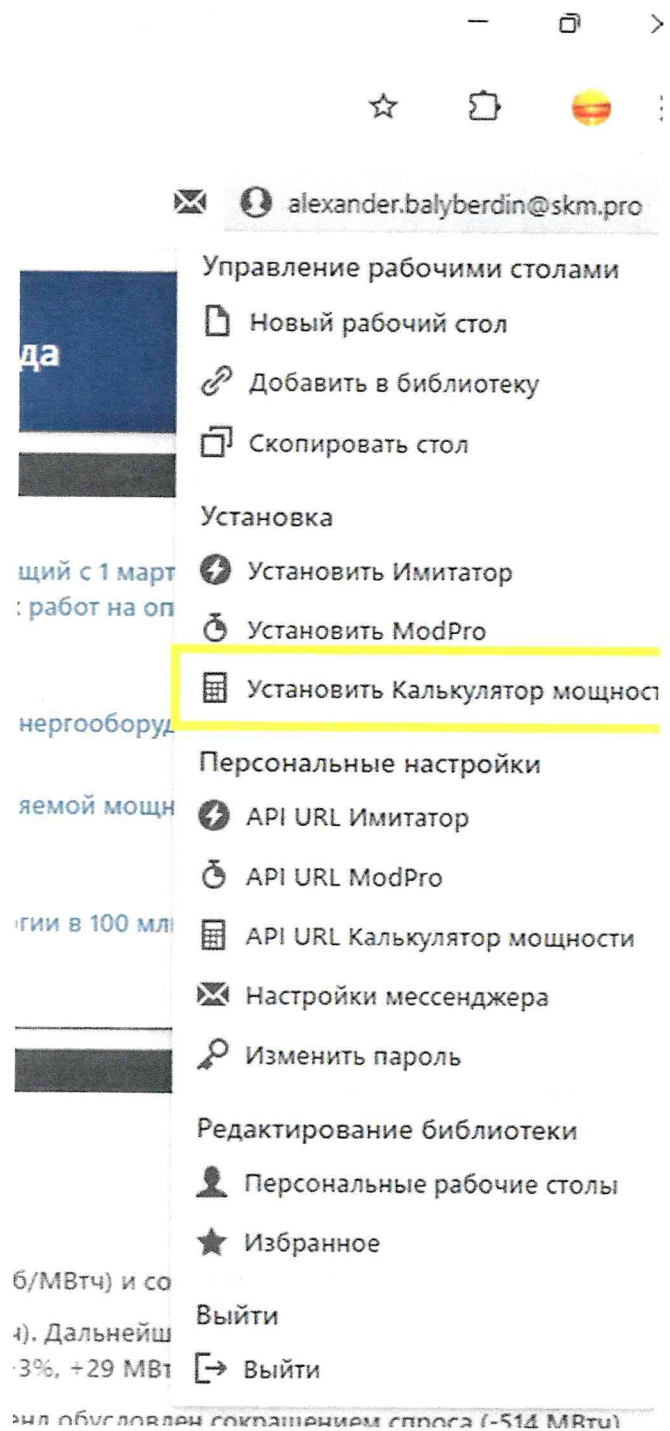 alexander.balyberdin@skm.pro
Управление рабочими столами
Новый рабочий стол
да
Добавить в библиотеку
Скопировать стол
Установка
щий с 1 март
Установить Имитатор
работ на оп
Установить ModPro
Установить Калькулятор мощност
нергооборуд
Персональные настройки
яемой мощн
API URL Имитатор
API URL ModPro
гии в 100 мл
API URL Калькулятор мощности
Настройки мессенджера
Изменить пароль
Редактирование библиотеки
Персональные рабочие столы
Избранное
б/МВтч) и со
Выйти
ч). Дальнейш
3%, +29 МВт
Выйти
енд обусловлен сокращением спроса (-514 МВтч)